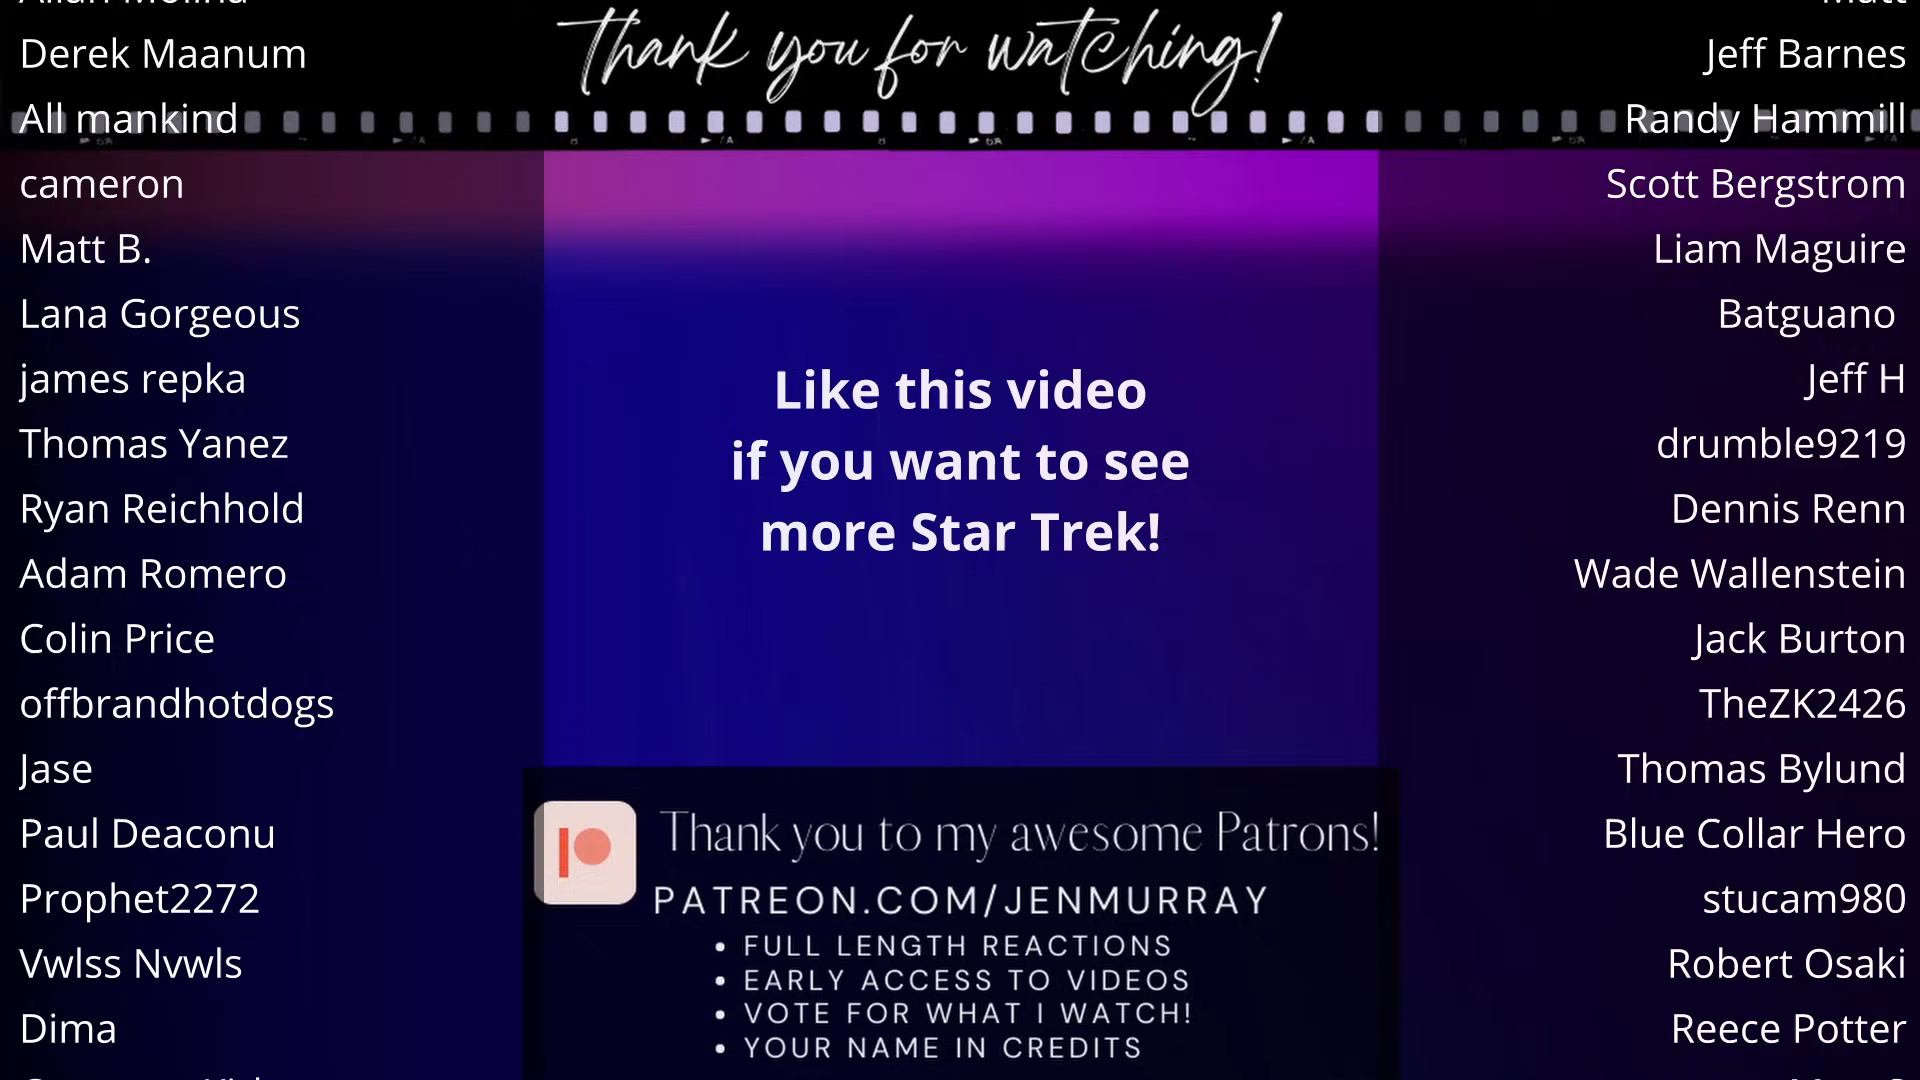 Thank you for watching!
Derek Maanum
All mankind
cameron
Matt B.
Lana Gorgeous
james repka
Thomas Yanez
Ryan Reichhold
Adam Romero
Colin Price
offbrandhotdogs
Jase
Paul Deaconu
Prophet2272
Vwlss Nvwls
Dima
Like this video
if you want to see
more Star Trek!
Thank you to my awesome Patrons!
PATREON.COM/JENMURRAY
• FULL LENGTH REACTIONS
• EARLY ACCESS TO VIDEOS
• VOTE FOR WHAT I WATCH!
• YOUR NAME IN CREDITS
Matt
Jeff Barnes
Randy Hammill
Scott Bergstrom
Liam Maguire
Batguano
Jeff H
drumble9219
Dennis Renn
Wade Wallenstein
Jack Burton
TheZK2426
Thomas Bylund
Blue Collar Hero
stucam980
Robert Osaki
Reece Potter